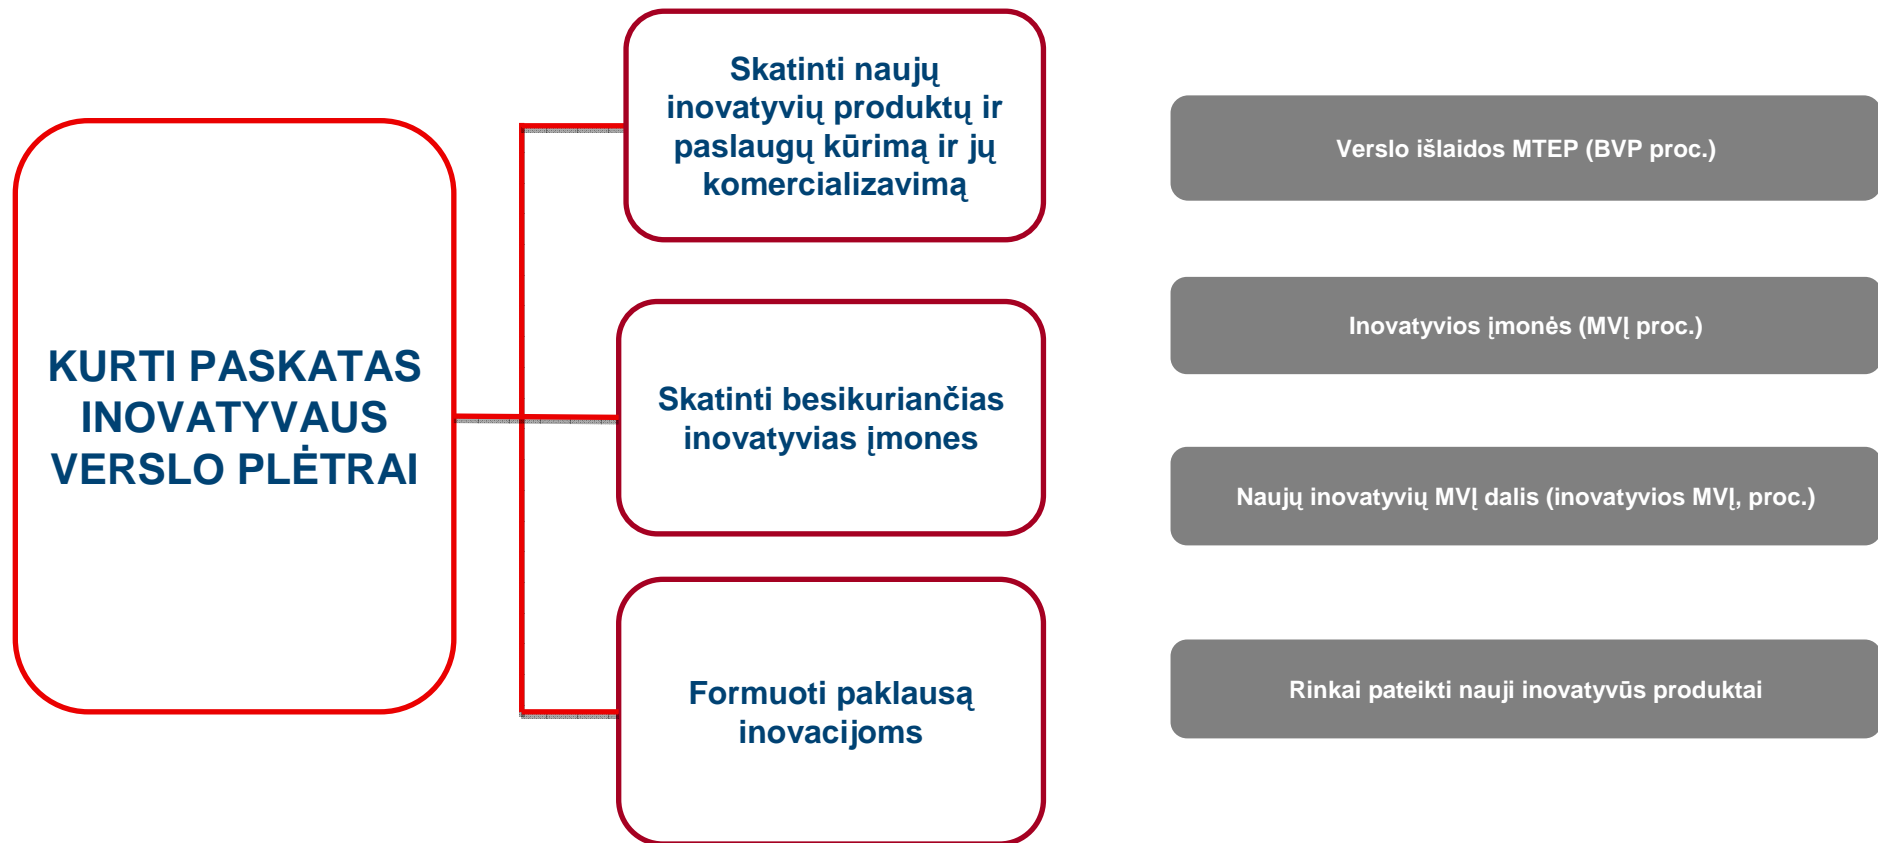 KURTI PASKATAS
INOVATYVAUS
VERSLO PLĖTRAI
Skatinti naujų
inovatyvių produktų ir
paslaugų kūrimą ir jų
komercializavimą
Skatinti besikuriančias
inovatyvias įmones
Formuoti paklausą
inovacijoms
Verslo išlaidos MTEP (BVP proc.)
Inovatyvios įmonės (MVĮ proc.)
Naujų inovatyvių MVĮ dalis (inovatyvios MVĮ, proc.)
Rinkai pateikti nauji inovatyvūs produktai